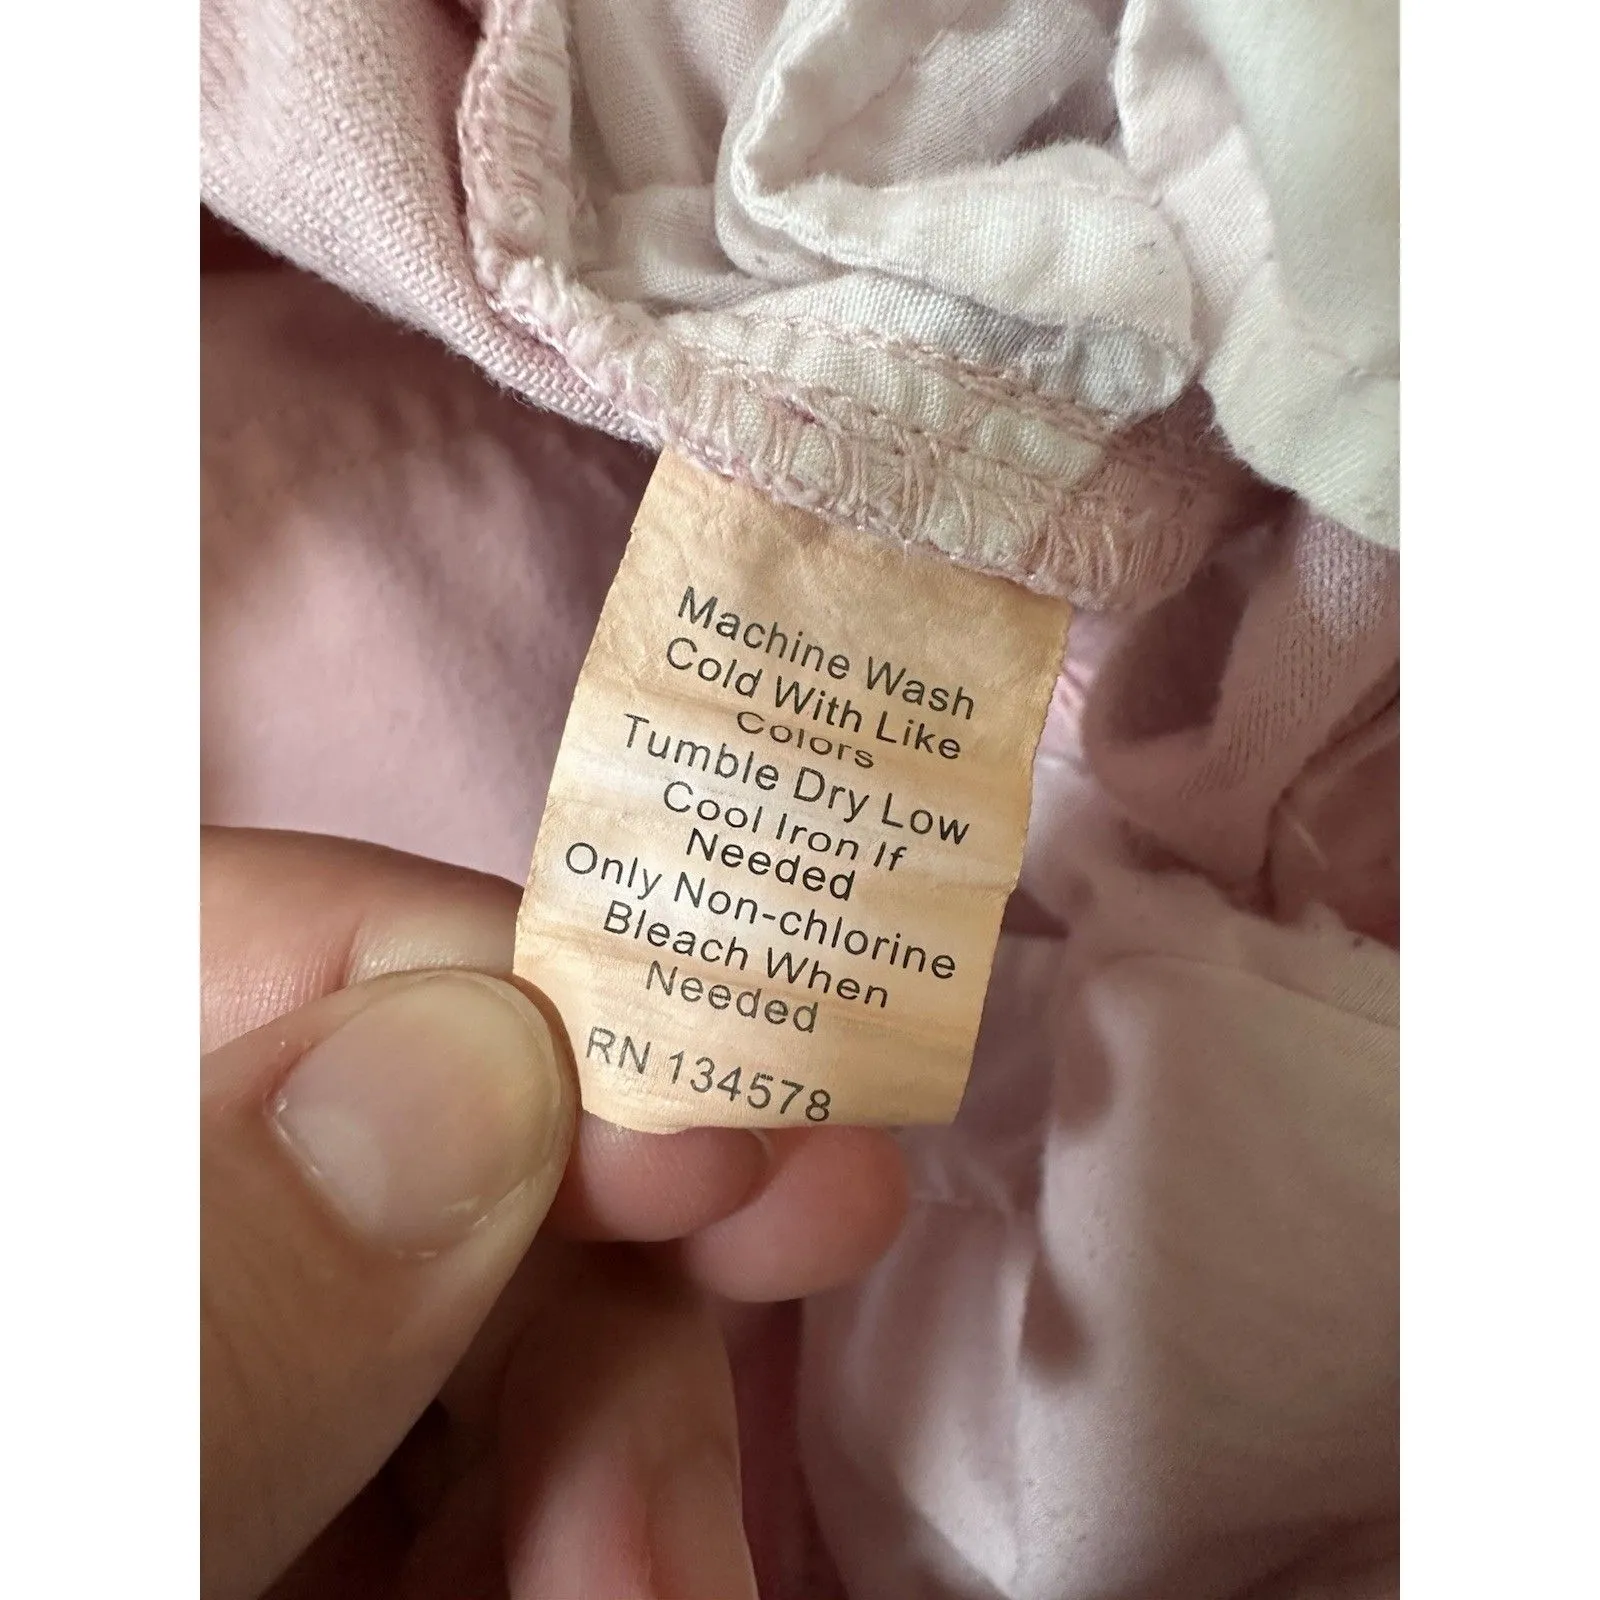 Machine Wash
Cold With Like
Colors
Tumble Dry Low
Cool Iron If
Needed
Only Non-chlorine
Bleach When
Needed
RN 134578